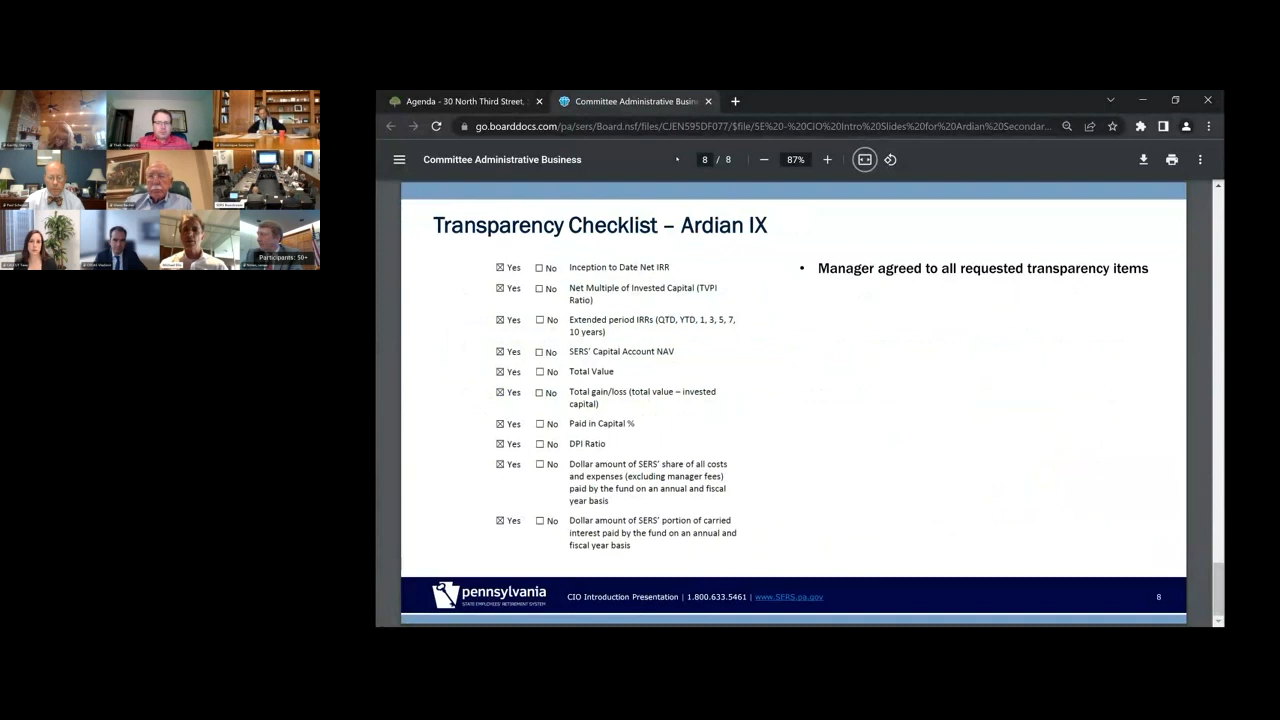 Agenda - 30 North Third Street,
Committee Administrative Busin
go.boarddocs.com/pa/sers/Board.nsf/files/CJEN595DF077/$file/5E%20-%20CIO%20Intro%20Slides%20for%20Ardian%20Secondar...
Committee Administrative Business
8 / 8
87%
Transparency Checklist – Ardian IX
☒ Yes ☐ No Inception to Date Net IRR
☒ Yes ☐ No Net Multiple of Invested Capital (TVPI
Ratio)
☒ Yes ☐ No Extended period IRRs (QTD, YTD, 1, 3, 5, 7,
10 years)
☒ Yes ☐ No SERS' Capital Account NAV
☒ Yes ☐ No Total Value
☒ Yes ☐ No Total gain/loss (total value – invested
capital)
☒ Yes ☐ No Paid in Capital %
☒ Yes ☐ No DPI Ratio
☒ Yes ☐ No Dollar amount of SERS' share of all costs
and expenses (excluding manager fees)
paid by the fund on an annual and fiscal
year basis
☒ Yes ☐ No Dollar amount of SERS' portion of carried
interest paid by the fund on an annual and
fiscal year basis
• Manager agreed to all requested transparency items
pennsylvania
STATE EMPLOYEES' RETIREMENT SYSTEM
CIO Introduction Presentation | 1.800.633.5461 | www.SERS.pa.gov
8
Participants: 50+